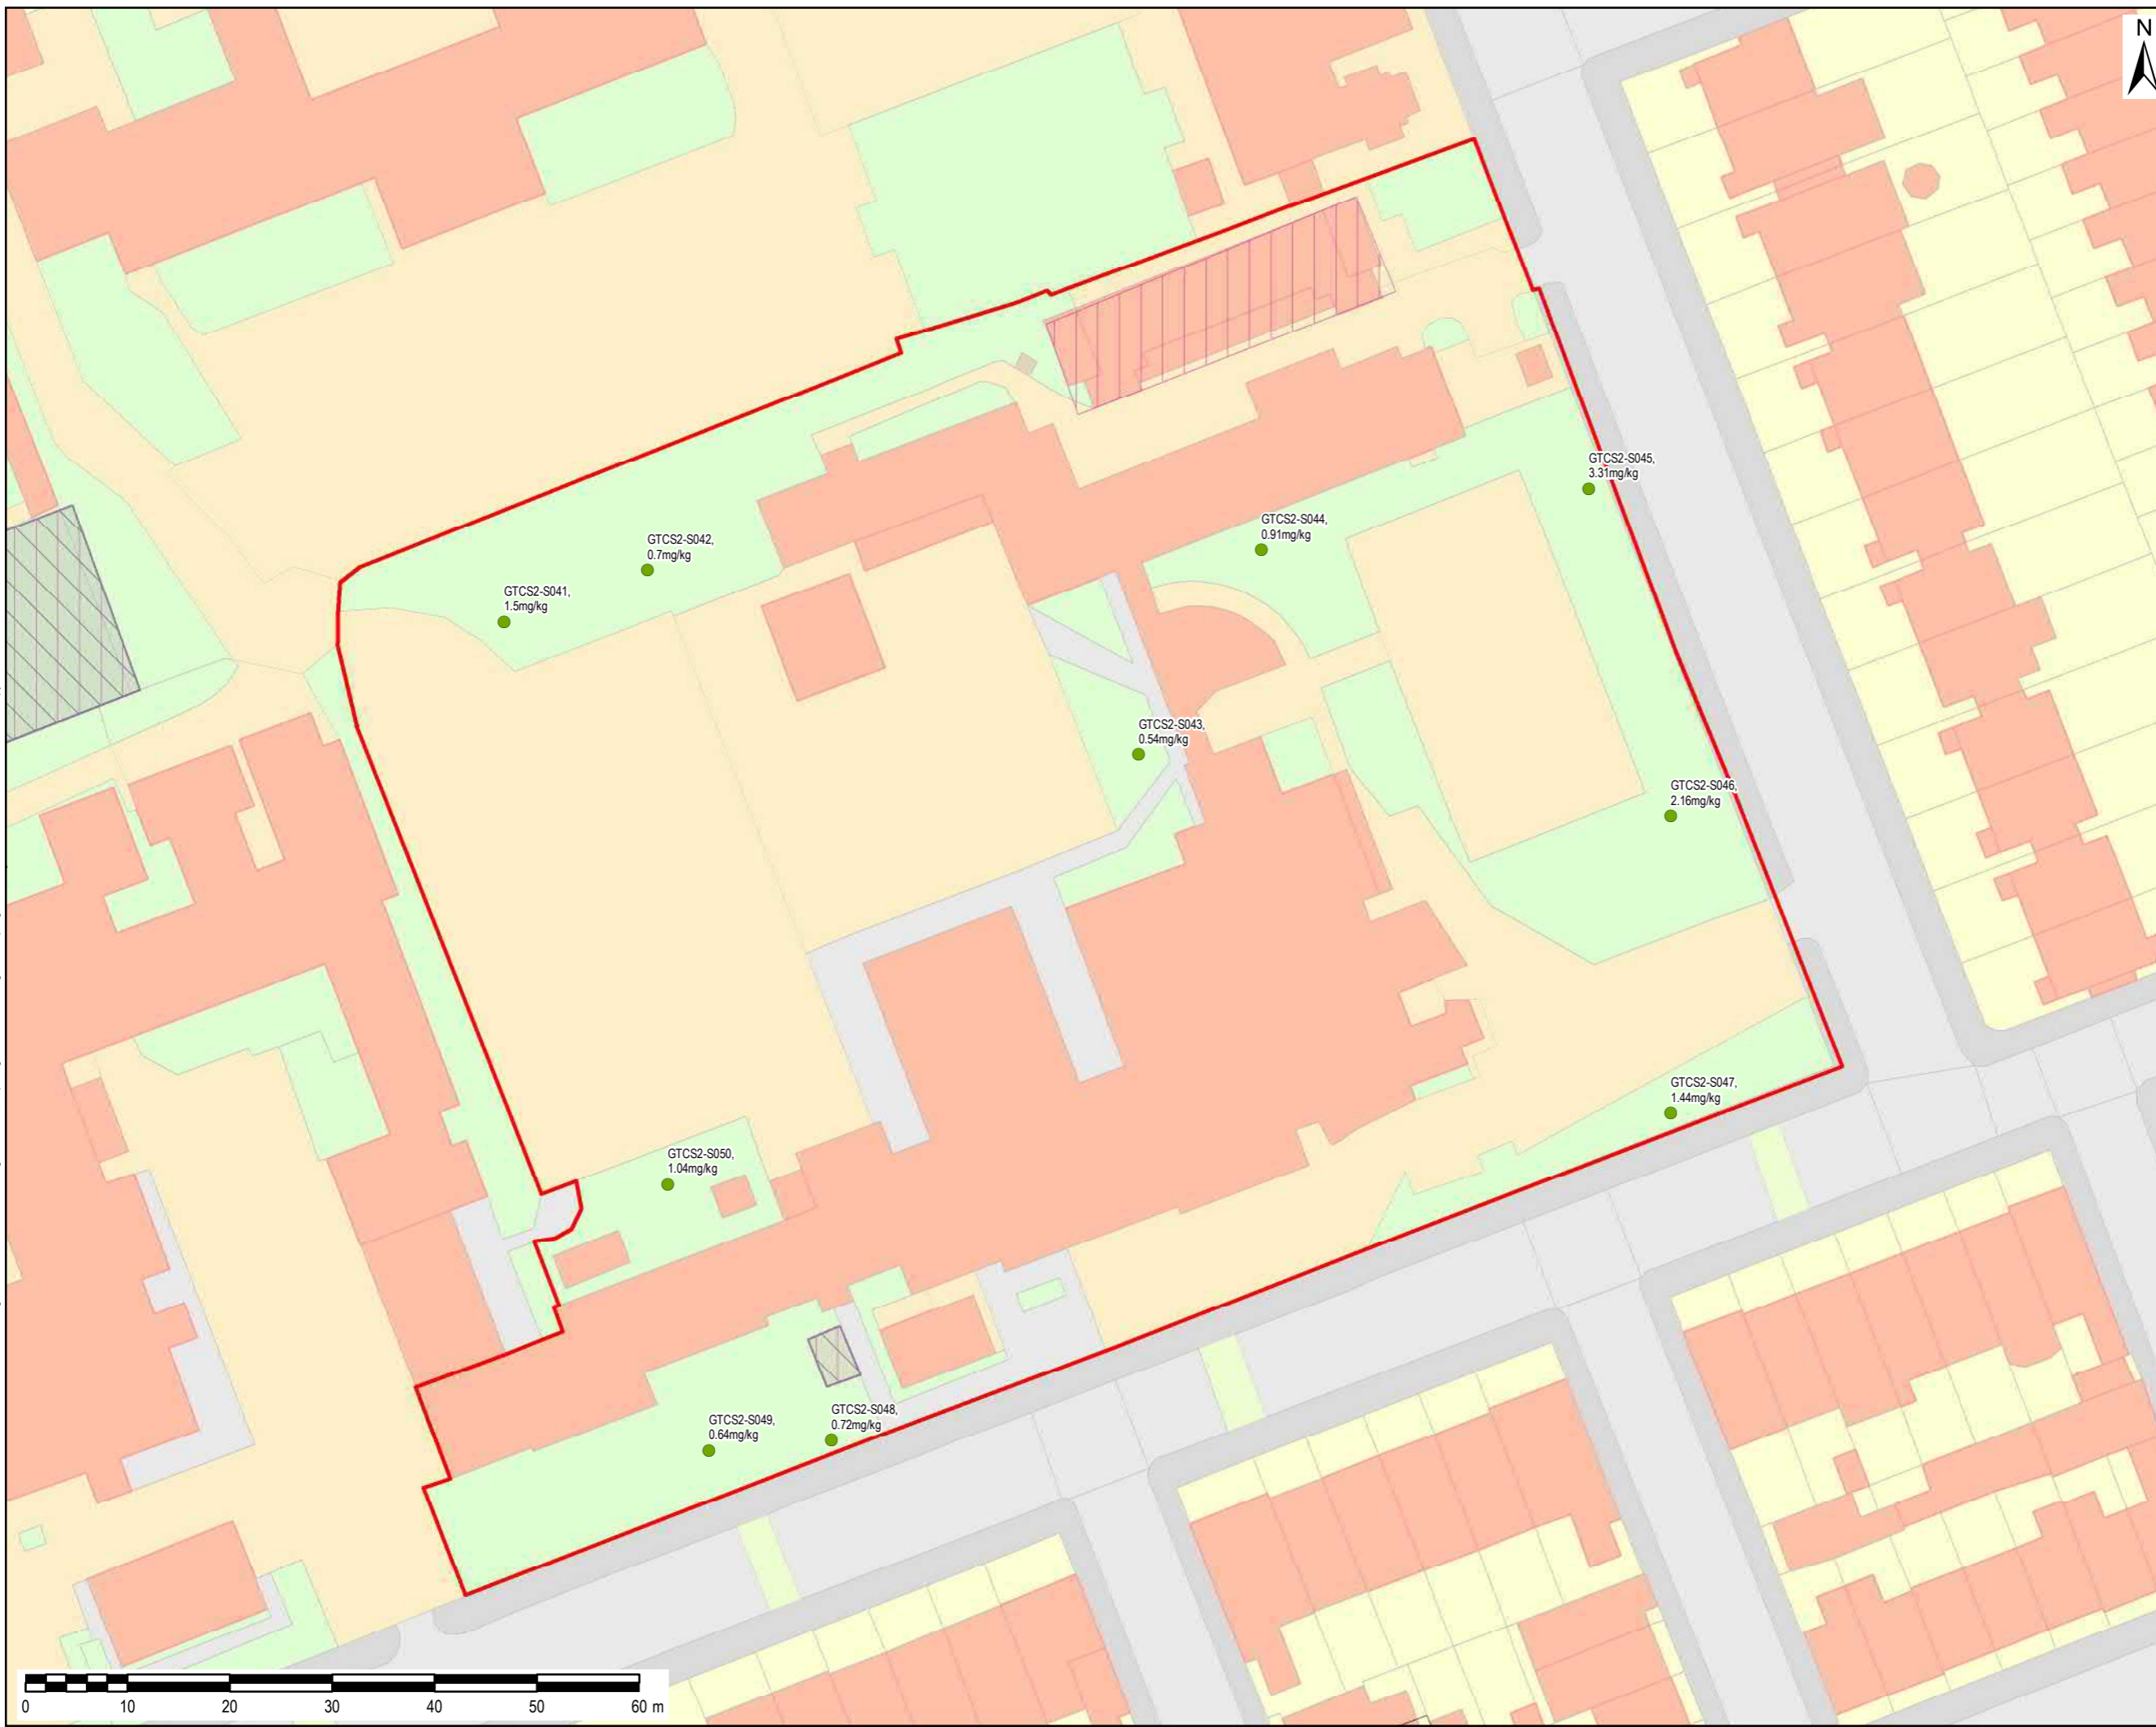 N
GTCS2-S045,
3.31mg/kg
GTCS2-S044,
0.91mg/kg
GTCS2-S042,
0.7mg/kg
GTCS2-S041,
1.5mg/kg
GTCS2-S043,
0.54mg/kg
GTCS2-S046,
2.16mg/kg
GTCS2-S047,
1.44mg/kg
GTCS2-S050,
1.04mg/kg
GTCS2-S048,
0.72mg/kg
GTCS2-S049,
0.64mg/kg
0 10 20 30 40 50 60 m